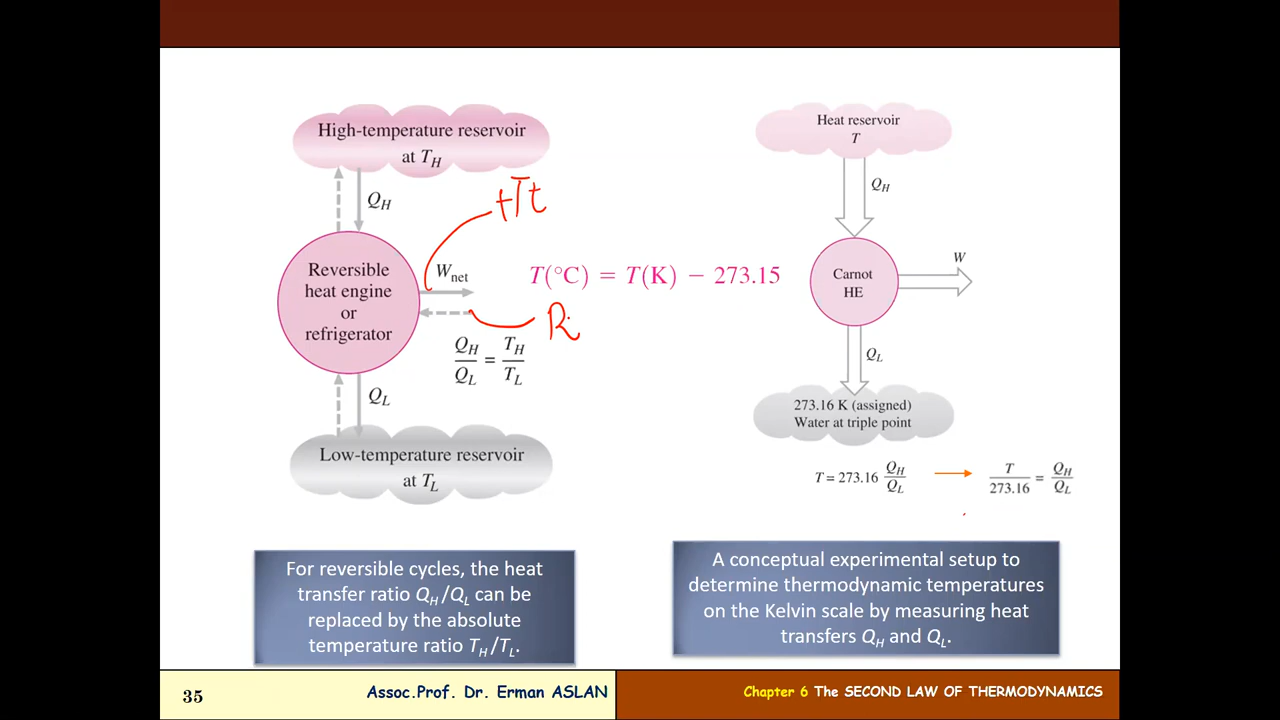 High-temperature reservoir
at T_H
Q_H
Reversible
heat engine
or
refrigerator
W_net
Q_H/Q_L = T_H/T_L
Q_L
Low-temperature reservoir
at T_L
T(°C) = T(K) − 273.15
Heat reservoir
T
Q_H
Carnot
HE
W
Q_L
273.16 K (assigned)
Water at triple point
T = 273.16 Q_H/Q_L → T/273.16 = Q_H/Q_L
For reversible cycles, the heat
transfer ratio Q_H/Q_L can be
replaced by the absolute
temperature ratio T_H/T_L.
A conceptual experimental setup to
determine thermodynamic temperatures
on the Kelvin scale by measuring heat
transfers Q_H and Q_L.
35
Assoc.Prof. Dr. Erman ASLAN
Chapter 6 The SECOND LAW OF THERMODYNAMICS